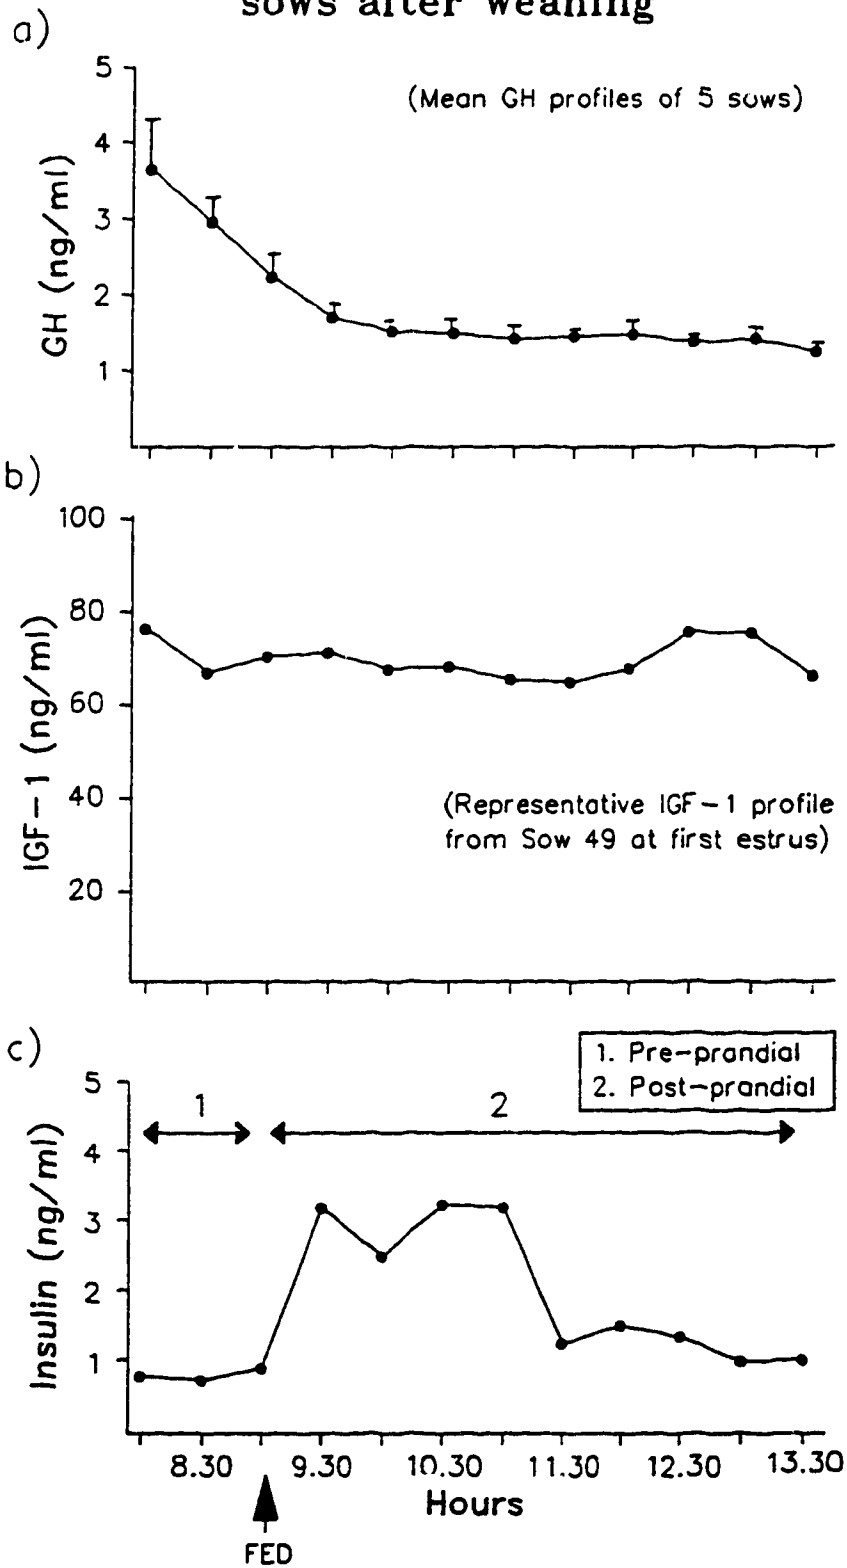 sows after weaning
a)
(Mean GH profiles of 5 sows)
GH (ng/ml)
5
4
3
2
1
b)
IGF-1 (ng/ml)
100
80
60
40
20
(Representative IGF-1 profile
from Sow 49 at first estrus)
c)
1. Pre-prandial
2. Post-prandial
Insulin (ng/ml)
5
4
3
2
1
1
2
8.30 9.30 10.30 11.30 12.30 13.30
Hours
FED